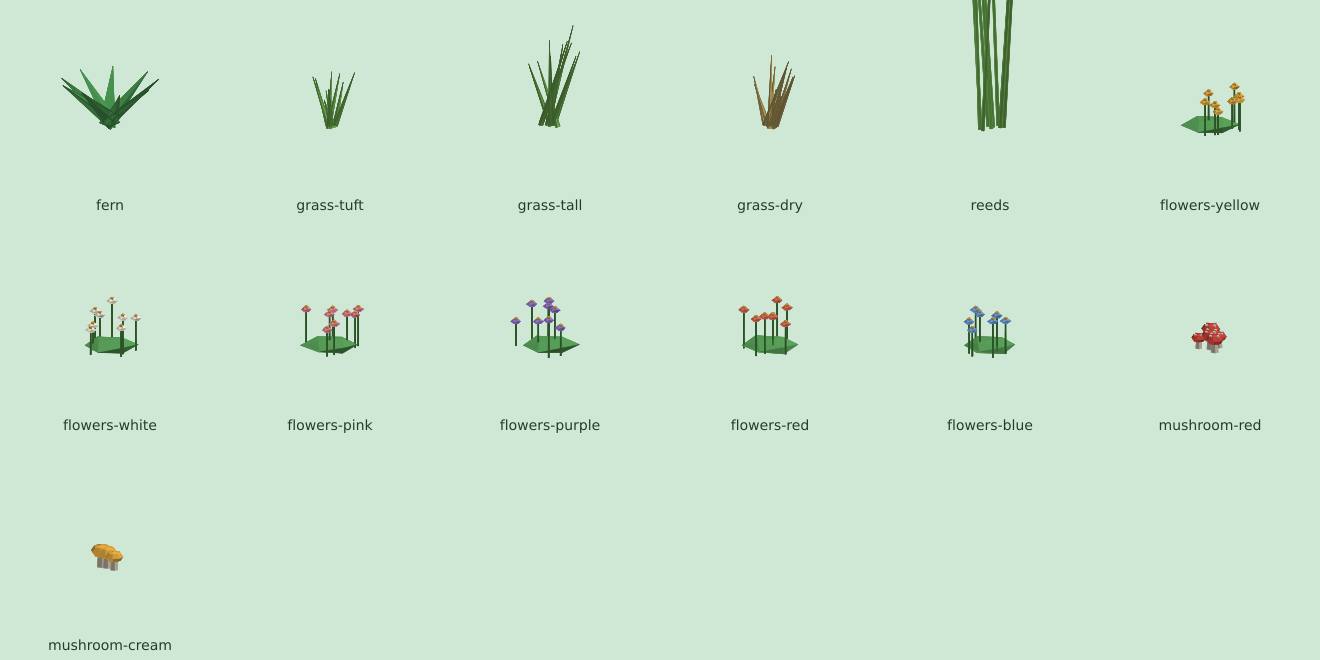 fern
grass-tuft
grass-tall
grass-dry
reeds
flowers-yellow
flowers-white
flowers-pink
flowers-purple
flowers-red
flowers-blue
mushroom-red
mushroom-cream